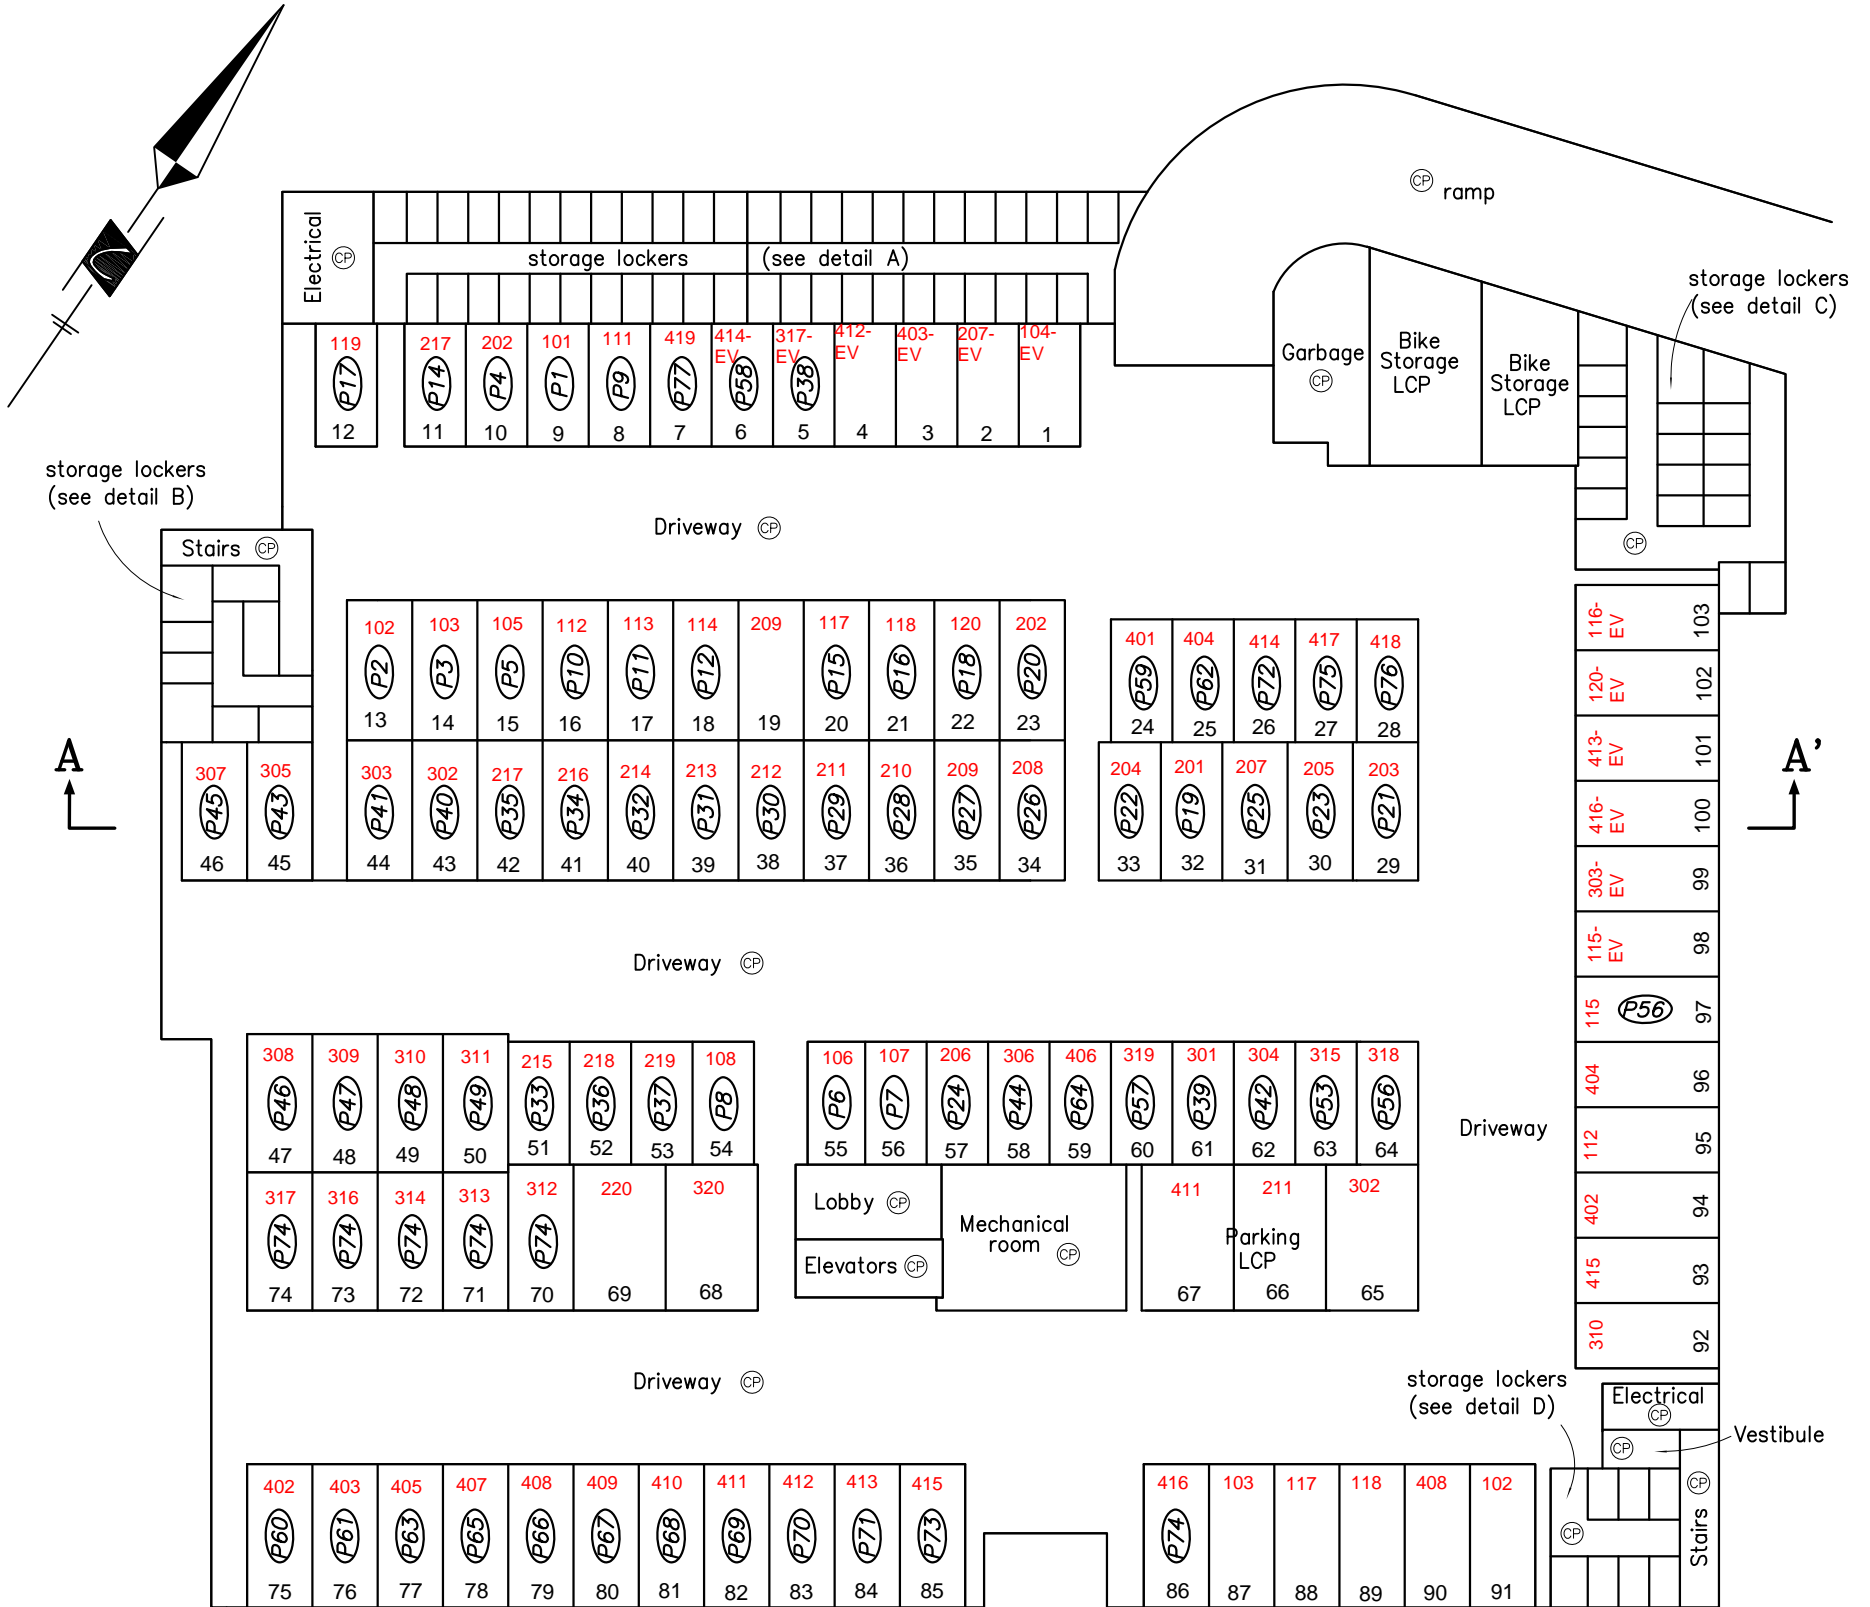 CP ramp
Electrical CP
storage lockers (see detail A)
storage lockers
(see detail C)
119 217 202 101 111 419 414-EV 317-EV 412-EV 403-EV 207-EV 104-EV
P17 P14 P4 P1 P9 P77 P58 P38
12 11 10 9 8 7 6 5 4 3 2 1
Garbage
CP
Bike
Storage
LCP
Bike
Storage
LCP
storage lockers
(see detail B)
Driveway CP
Stairs CP
CP
102 103 105 112 113 114 209 117 118 120 202
P2 P3 P5 P10 P11 P12 P15 P16 P18 P20
13 14 15 16 17 18 19 20 21 22 23
401 404 414 417 418
P59 P62 P72 P75 P76
24 25 26 27 28
A
A'
307 305
P45 P43
46 45
303 302 217 216 214 213 212 211 210 209 208
P41 P40 P35 P34 P32 P31 P30 P29 P28 P27 P26
44 43 42 41 40 39 38 37 36 35 34
204 201 207 205 203
P22 P19 P25 P23 P21
33 32 31 30 29
116-EV 103
120-EV 102
413-EV 101
416-EV 100
303-EV 99
115-EV 98
115 P56 97
404 96
112 95
402 94
415 93
310 92
Driveway CP
308 309 310 311 215 218 219 108
P46 P47 P48 P49 P33 P36 P37 P8
47 48 49 50 51 52 53 54
106 107 206 306 406 319 301 304 315 318
P6 P7 P24 P44 P64 P57 P39 P42 P53 P56
55 56 57 58 59 60 61 62 63 64
Driveway
317 316 314 313 312 220 320
P74 P74 P74 P74 P74
74 73 72 71 70 69 68
Lobby CP
Elevators CP
Mechanical
room CP
411 211 302
Parking
LCP
67 66 65
Driveway CP
storage lockers
(see detail D)
Electrical
CP
CP Vestibule
CP
Stairs
CP
402 403 405 407 408 409 410 411 412 413 415
P60 P61 P63 P65 P66 P67 P68 P69 P70 P71 P73
75 76 77 78 79 80 81 82 83 84 85
416 103 117 118 408 102
P74
86 87 88 89 90 91